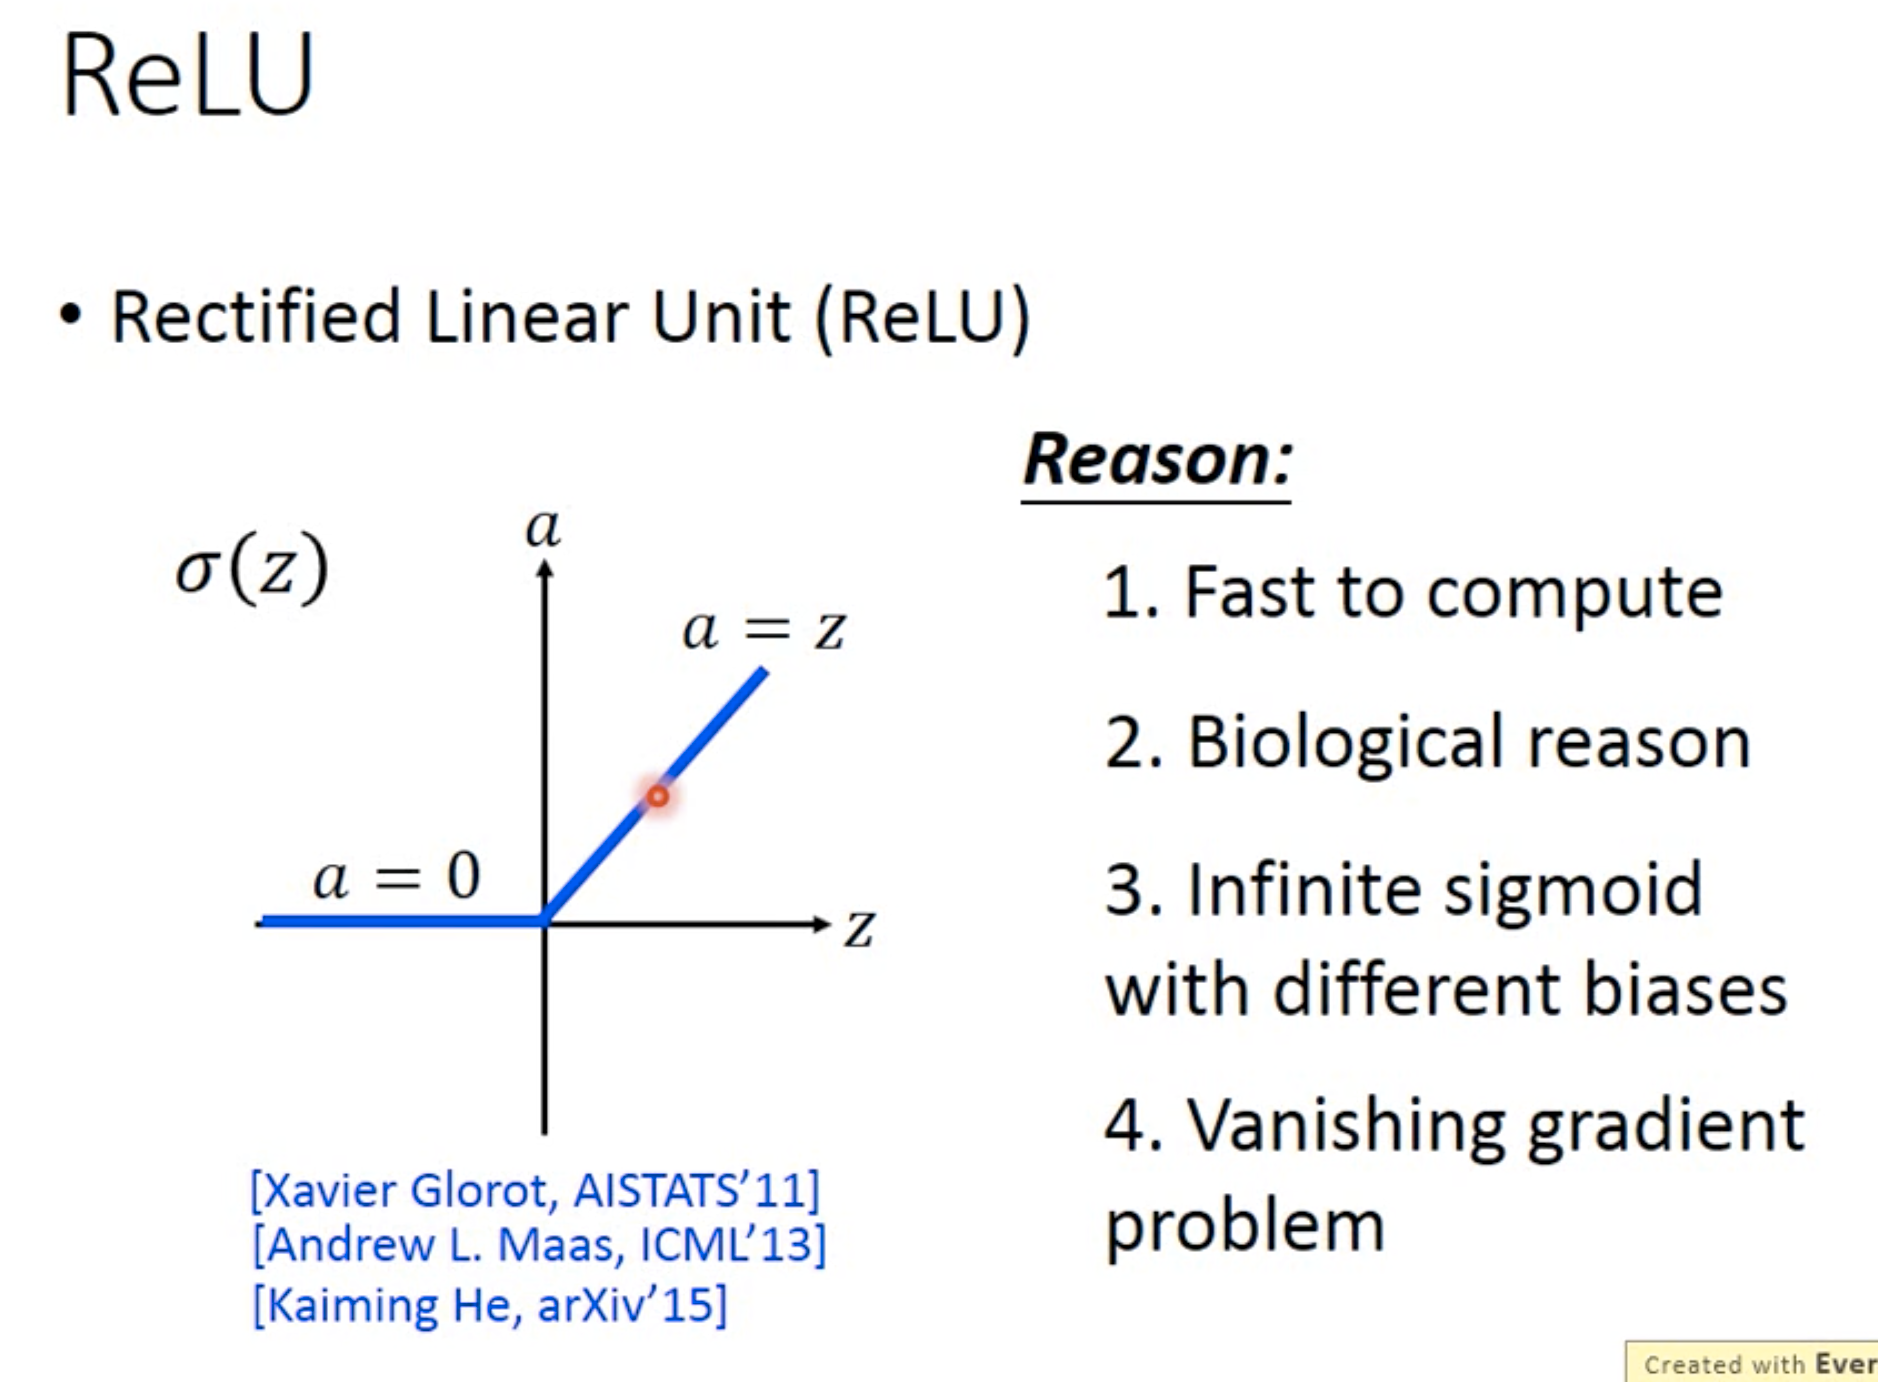 ReLU
• Rectified Linear Unit (ReLU)
σ(z)
a
a = z
a = 0
z
[Xavier Glorot, AISTATS’11]
[Andrew L. Maas, ICML’13]
[Kaiming He, arXiv’15]
Reason:
1. Fast to compute
2. Biological reason
3. Infinite sigmoid
with different biases
4. Vanishing gradient
problem
Created with Ever